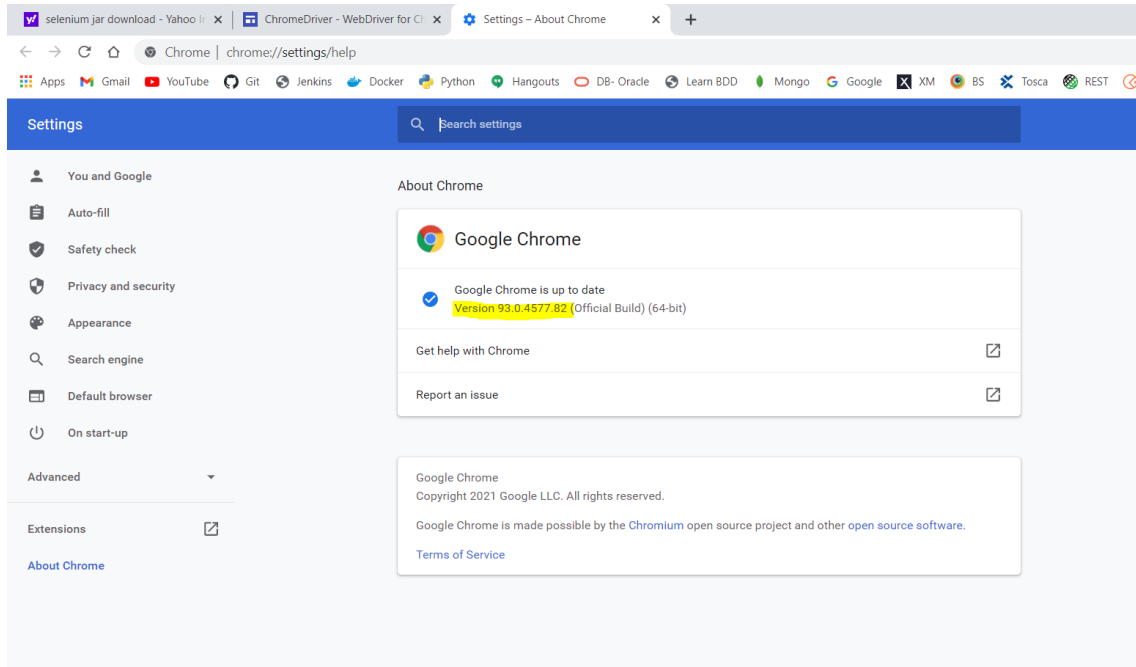 selenium jar download - Yahoo I
ChromeDriver - WebDriver for C
Settings – About Chrome
Chrome | chrome://settings/help
Apps Gmail YouTube Git Jenkins Docker Python Hangouts DB- Oracle Learn BDD Mongo Google XM BS Tosca REST
Settings
Search settings
You and Google
Auto-fill
Safety check
Privacy and security
Appearance
Search engine
Default browser
On start-up
Advanced
Extensions
About Chrome
About Chrome
Google Chrome
Google Chrome is up to date
Version 93.0.4577.82 (Official Build) (64-bit)
Get help with Chrome
Report an issue
Google Chrome
Copyright 2021 Google LLC. All rights reserved.
Google Chrome is made possible by the Chromium open source project and other open source software.
Terms of Service